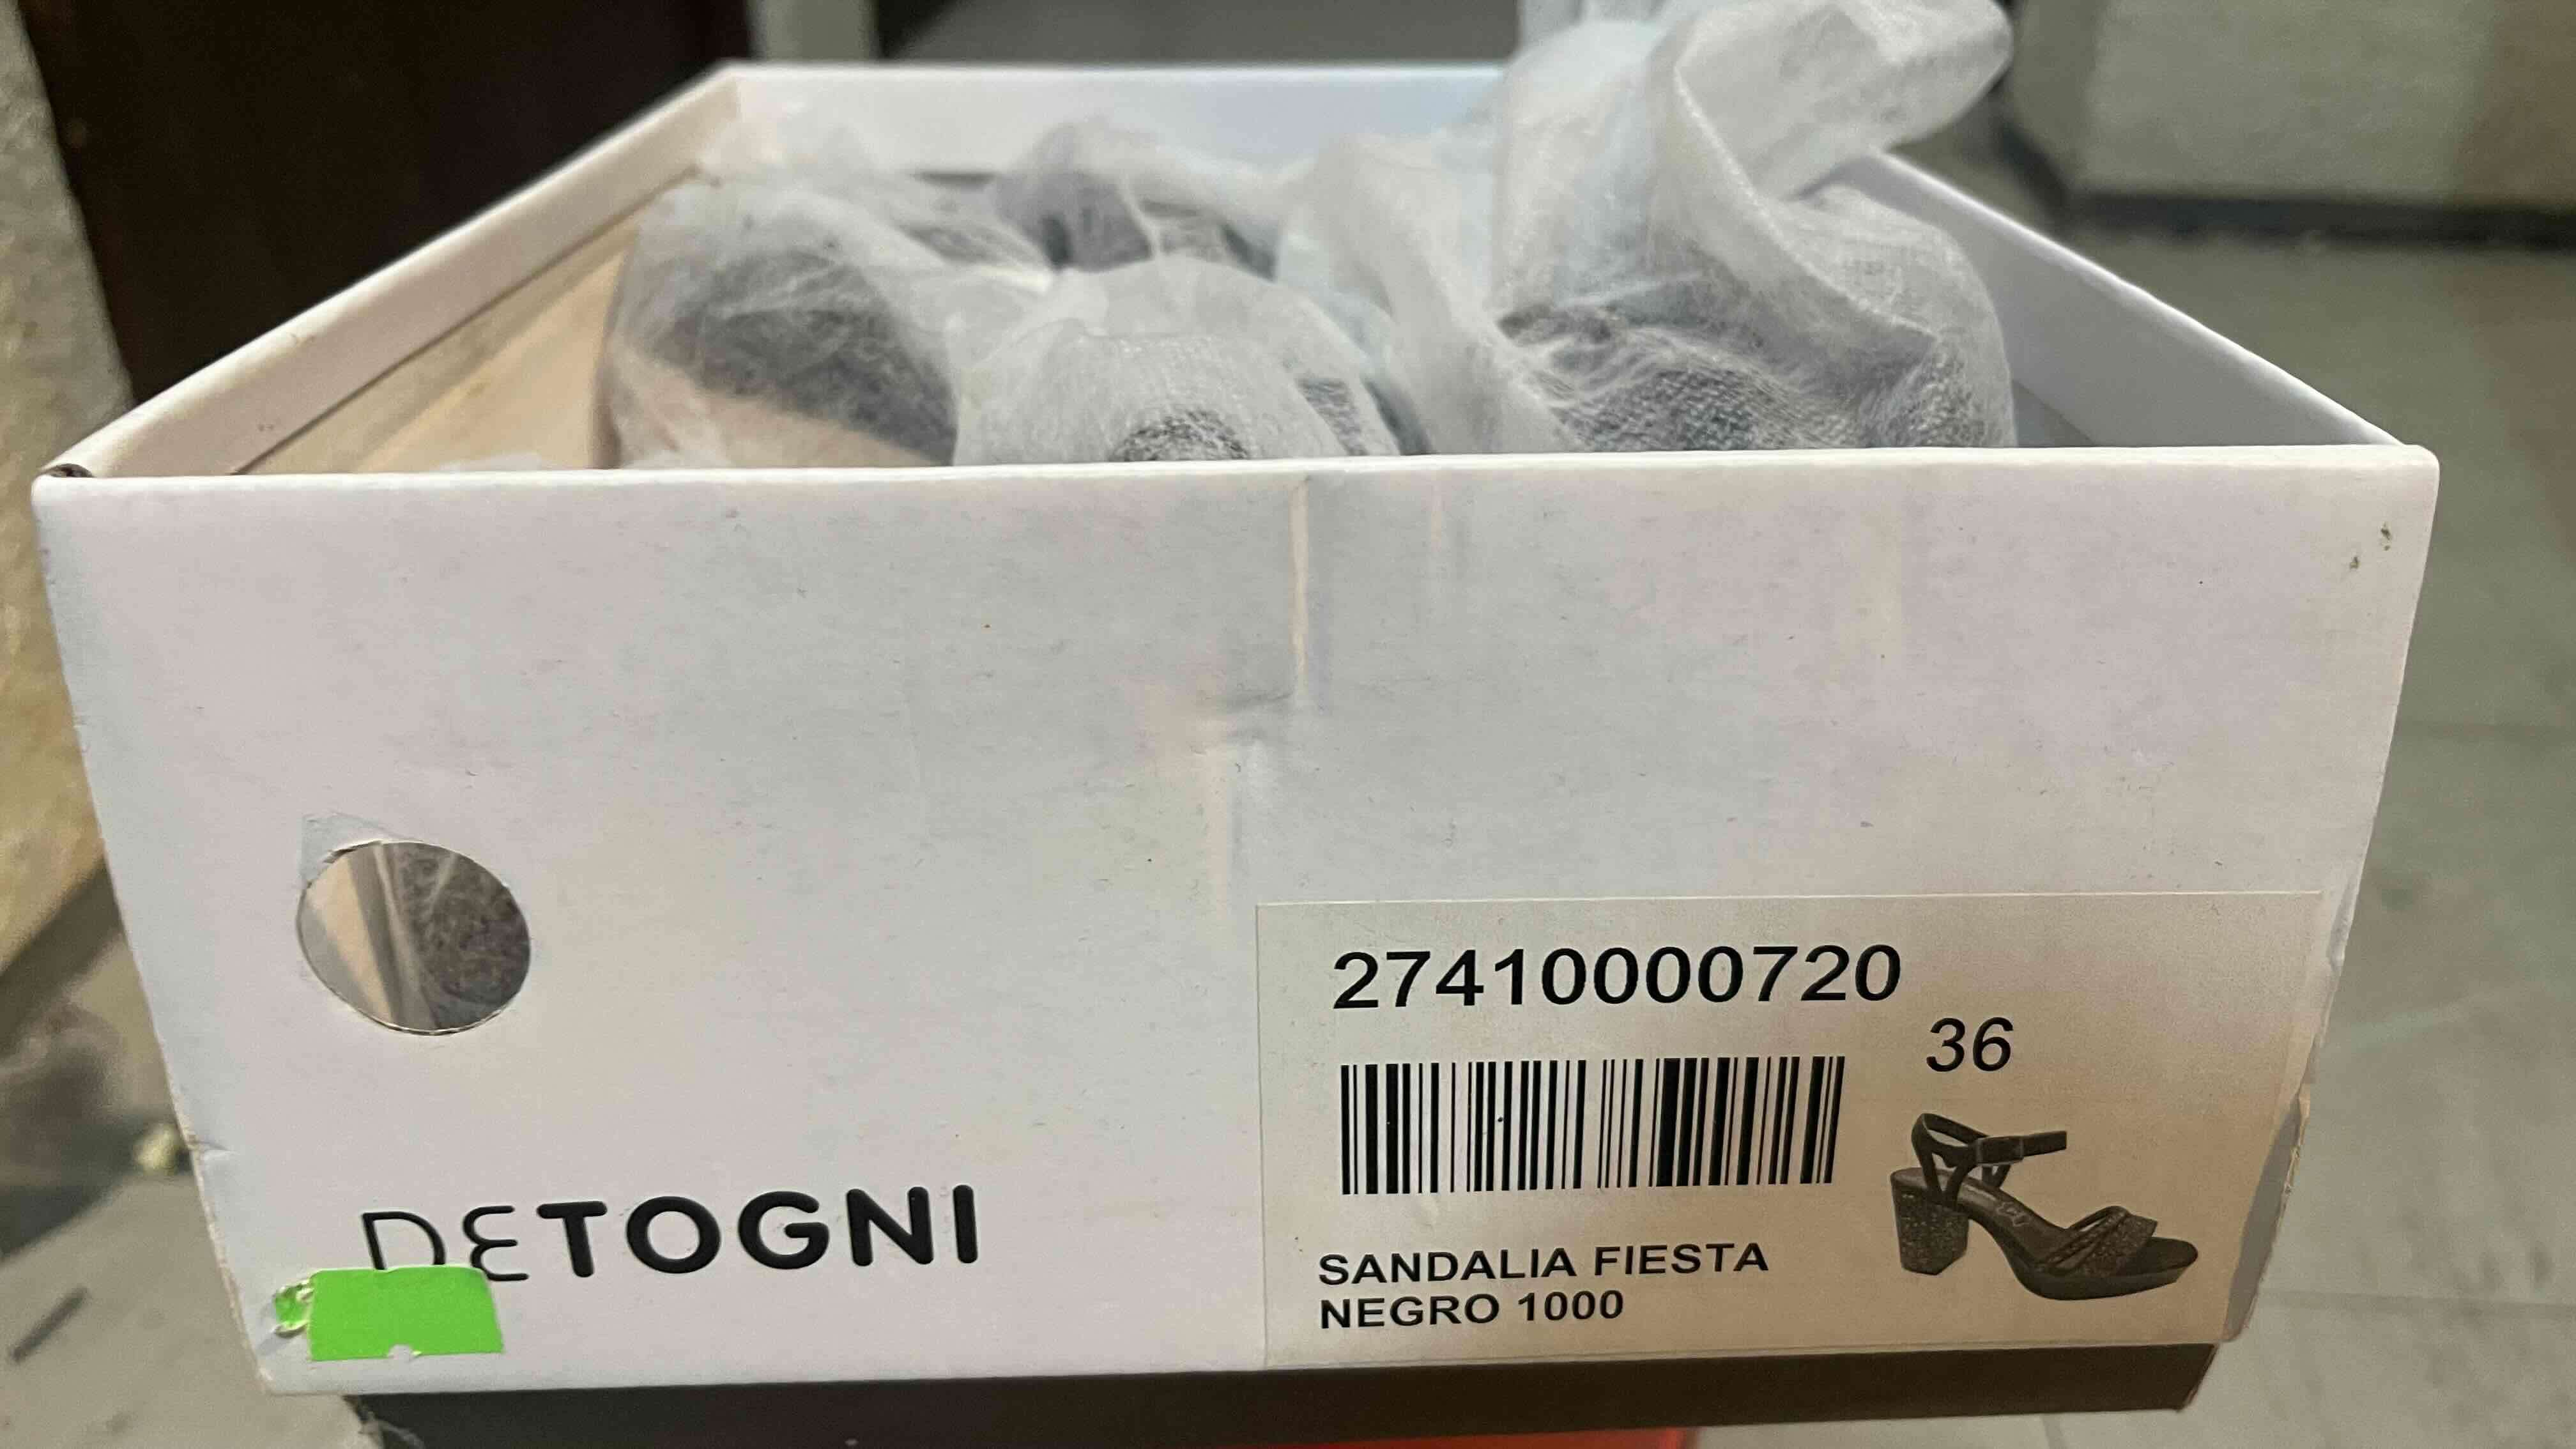 27410000720
36
DETOGNI
SANDALIA FIESTA
NEGRO 1000